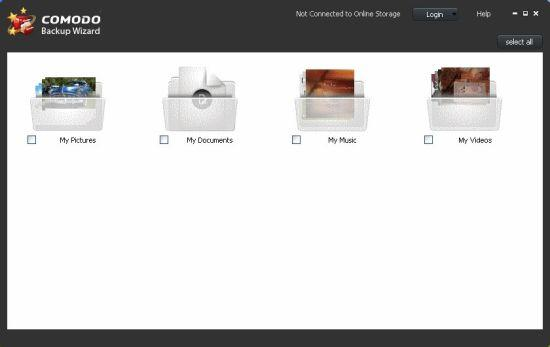 COMODO
Backup Wizard
Not Connected to Online Storage
Login
Help
select all
My Pictures
My Documents
My Music
My Videos